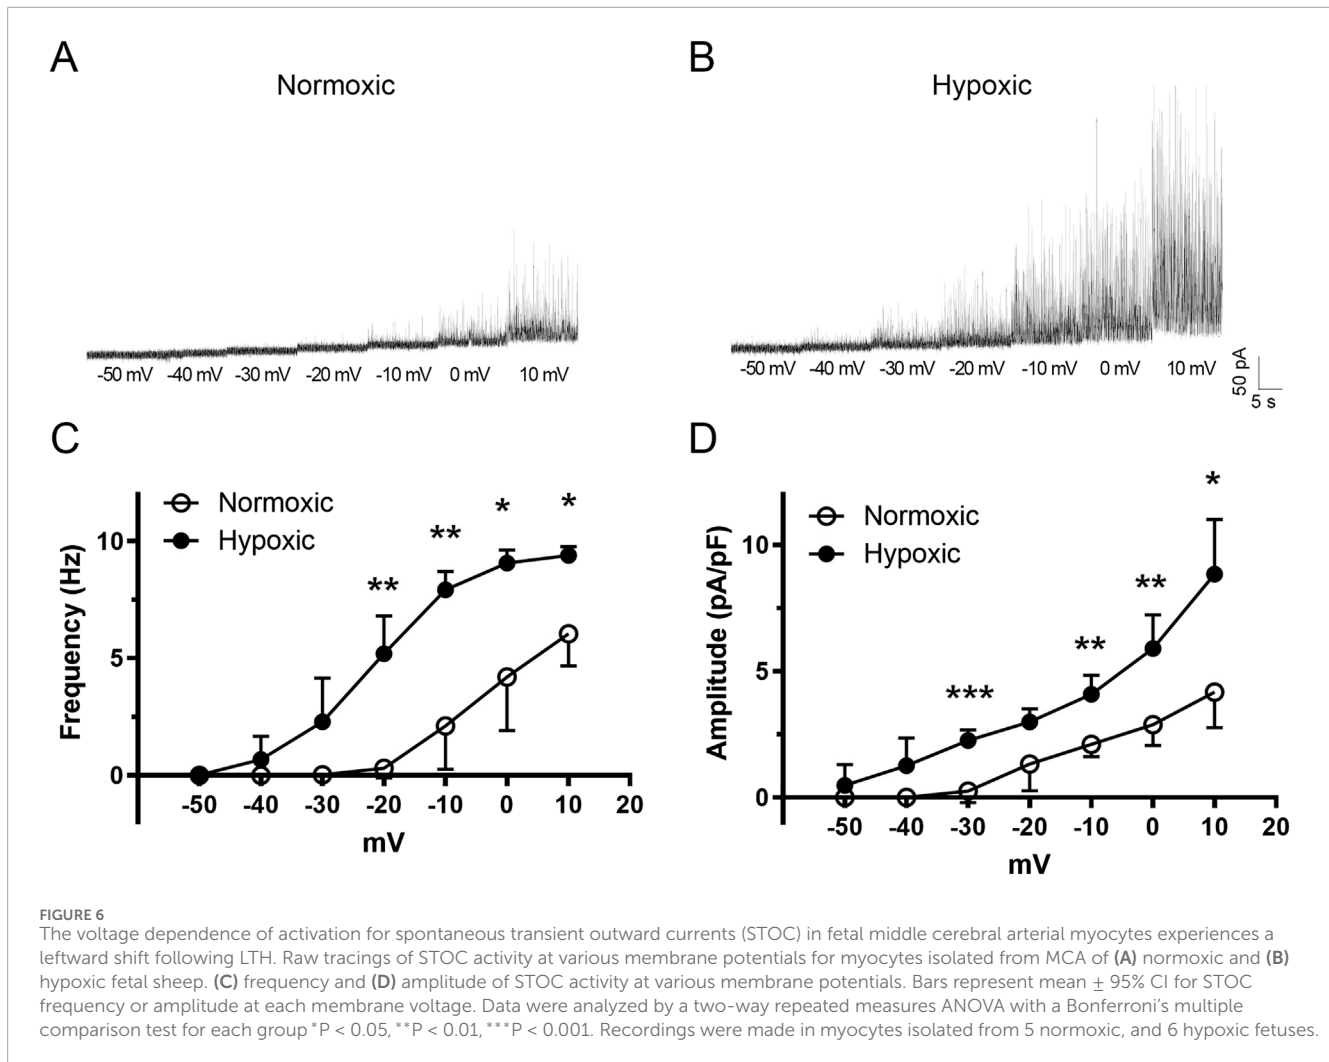 A
Normoxic
-50 mV -40 mV -30 mV -20 mV -10 mV 0 mV 10 mV
B
Hypoxic
-50 mV -40 mV -30 mV -20 mV -10 mV 0 mV 10 mV
50 pA
5 s
C
Normoxic
Hypoxic
* *
**
**
10
5
0
Frequency (Hz)
-50 -40 -30 -20 -10 0 10 20
mV
D
Normoxic
Hypoxic
*
**
**
***
10
5
0
Amplitude (pA/pF)
-50 -40 -30 -20 -10 0 10 20
mV
FIGURE 6
The voltage dependence of activation for spontaneous transient outward currents (STOC) in fetal middle cerebral arterial myocytes experiences a
leftward shift following LTH. Raw tracings of STOC activity at various membrane potentials for myocytes isolated from MCA of (A) normoxic and (B)
hypoxic fetal sheep. (C) frequency and (D) amplitude of STOC activity at various membrane potentials. Bars represent mean ± 95% CI for STOC
frequency or amplitude at each membrane voltage. Data were analyzed by a two-way repeated measures ANOVA with a Bonferroni's multiple
comparison test for each group *P < 0.05, **P < 0.01, ***P < 0.001. Recordings were made in myocytes isolated from 5 normoxic, and 6 hypoxic fetuses.